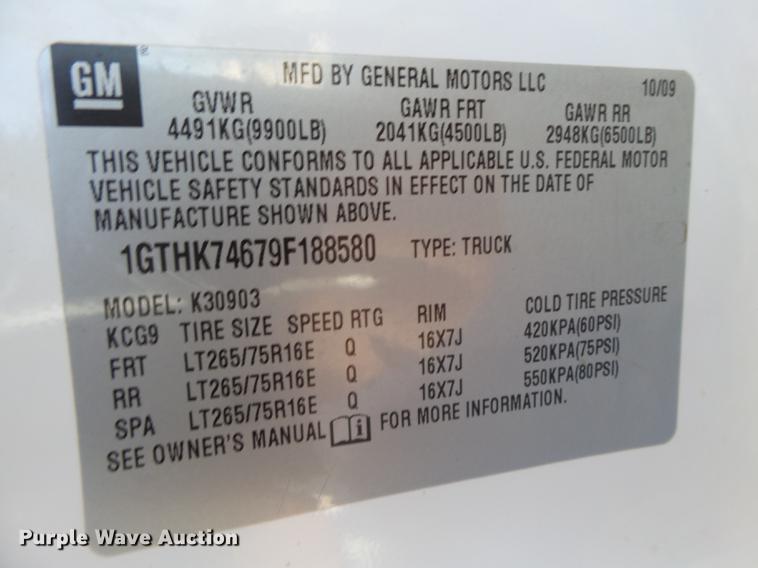 GM
®
MFD BY GENERAL MOTORS LLC 10/09
GVWR GAWR FRT GAWR RR
4491KG(9900LB) 2041KG(4500LB) 2948KG(6500LB)
THIS VEHICLE CONFORMS TO ALL APPLICABLE U.S. FEDERAL MOTOR
VEHICLE SAFETY STANDARDS IN EFFECT ON THE DATE OF
MANUFACTURE SHOWN ABOVE.
1GTHK74679F188580 TYPE: TRUCK
MODEL: K30903
KCG9 TIRE SIZE SPEED RTG RIM COLD TIRE PRESSURE
FRT LT265/75R16E Q 16X7J 420KPA(60PSI)
RR LT265/75R16E Q 16X7J 520KPA(75PSI)
SPA LT265/75R16E Q 16X7J 550KPA(80PSI)
SEE OWNER'S MANUAL i FOR MORE INFORMATION.
Purple Wave Auction